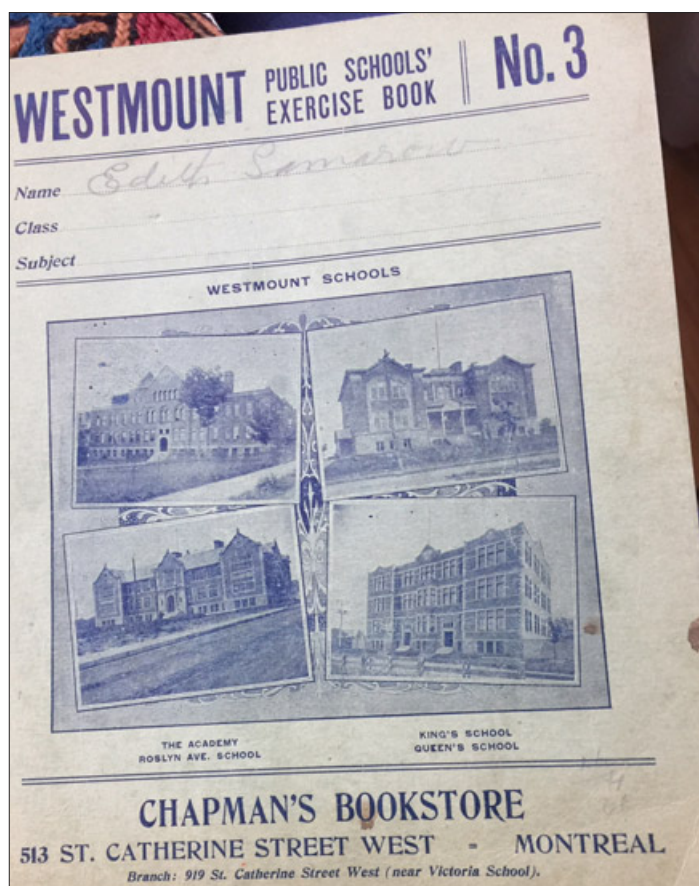 WESTMOUNT PUBLIC SCHOOLS' EXERCISE BOOK No. 3
Name Edith Samarow
Class
Subject
WESTMOUNT SCHOOLS
THE ACADEMY
ROSLYN AVE. SCHOOL
KING'S SCHOOL
QUEEN'S SCHOOL
CHAPMAN'S BOOKSTORE
513 ST. CATHERINE STREET WEST - MONTREAL
Branch: 919 St. Catherine Street West (near Victoria School).